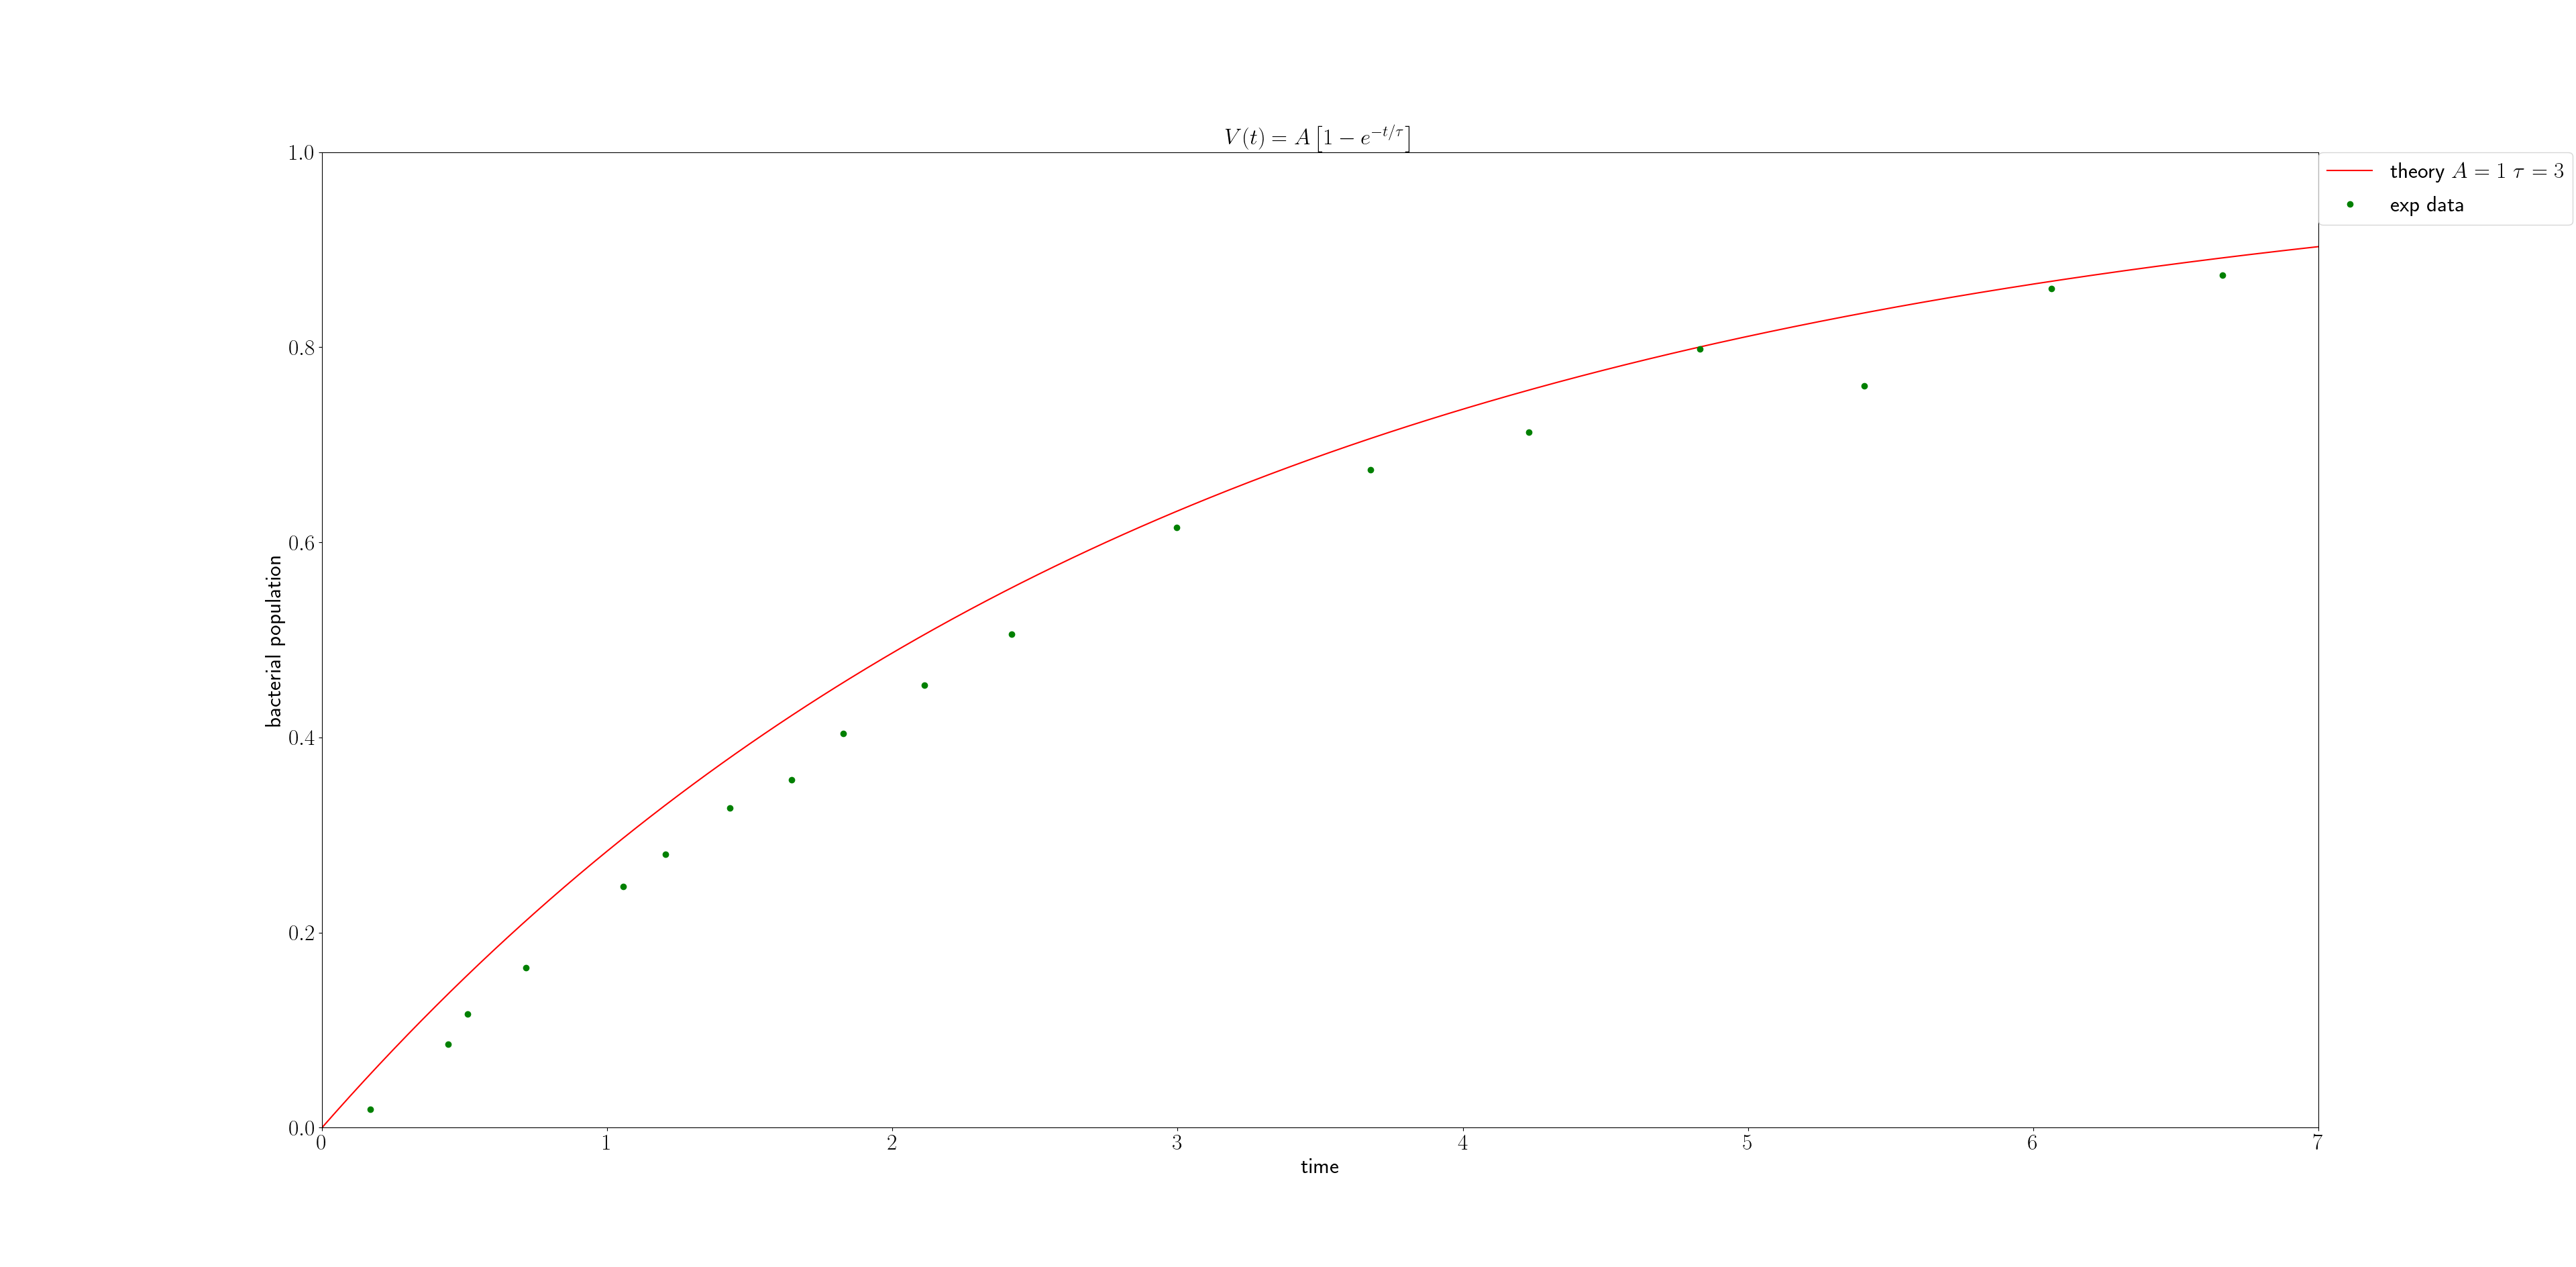 V(t) = A [1 − e^{−t/τ}]
theory A = 1 τ = 3
exp data
1.0
0.8
0.6
0.4
0.2
0.0
bacterial population
0 1 2 3 4 5 6 7
time